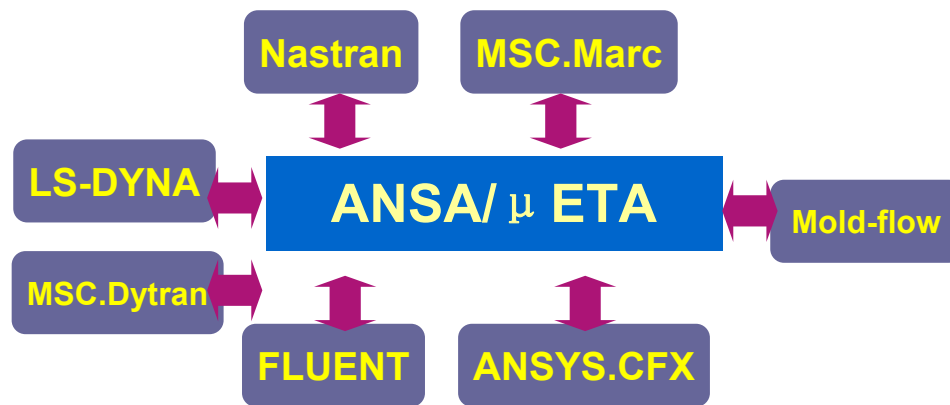 Nastran
MSC.Marc
LS-DYNA
ANSA/ μ ETA
Mold-flow
MSC.Dytran
FLUENT
ANSYS.CFX